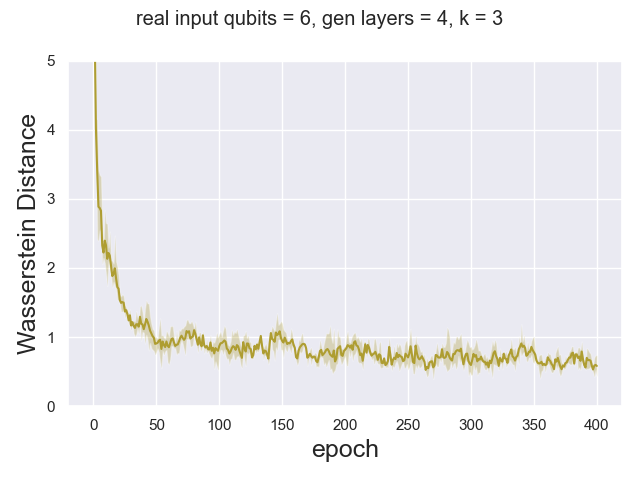 real input qubits = 6, gen layers = 4, k = 3
5
4
3
2
1
0
Wasserstein Distance
0 50 100 150 200 250 300 350 400
epoch